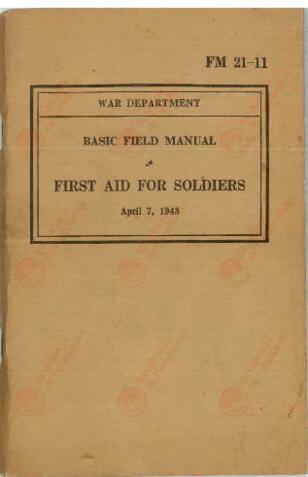 FM 21-11
WAR DEPARTMENT
BASIC FIELD MANUAL
FIRST AID FOR SOLDIERS
April 7, 1943